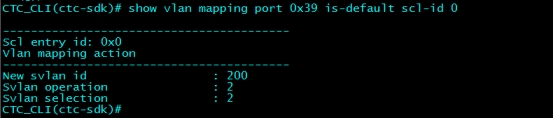 CTC_CLI(ctc-sdk)# show vlan mapping port 0x39 is-default scl-id 0
-----------------------------------------
Scl entry id: 0x0
Vlan mapping action
-----------------------------------------
New svlan id : 200
Svlan operation : 2
Svlan selection : 2
CTC_CLI(ctc-sdk)#